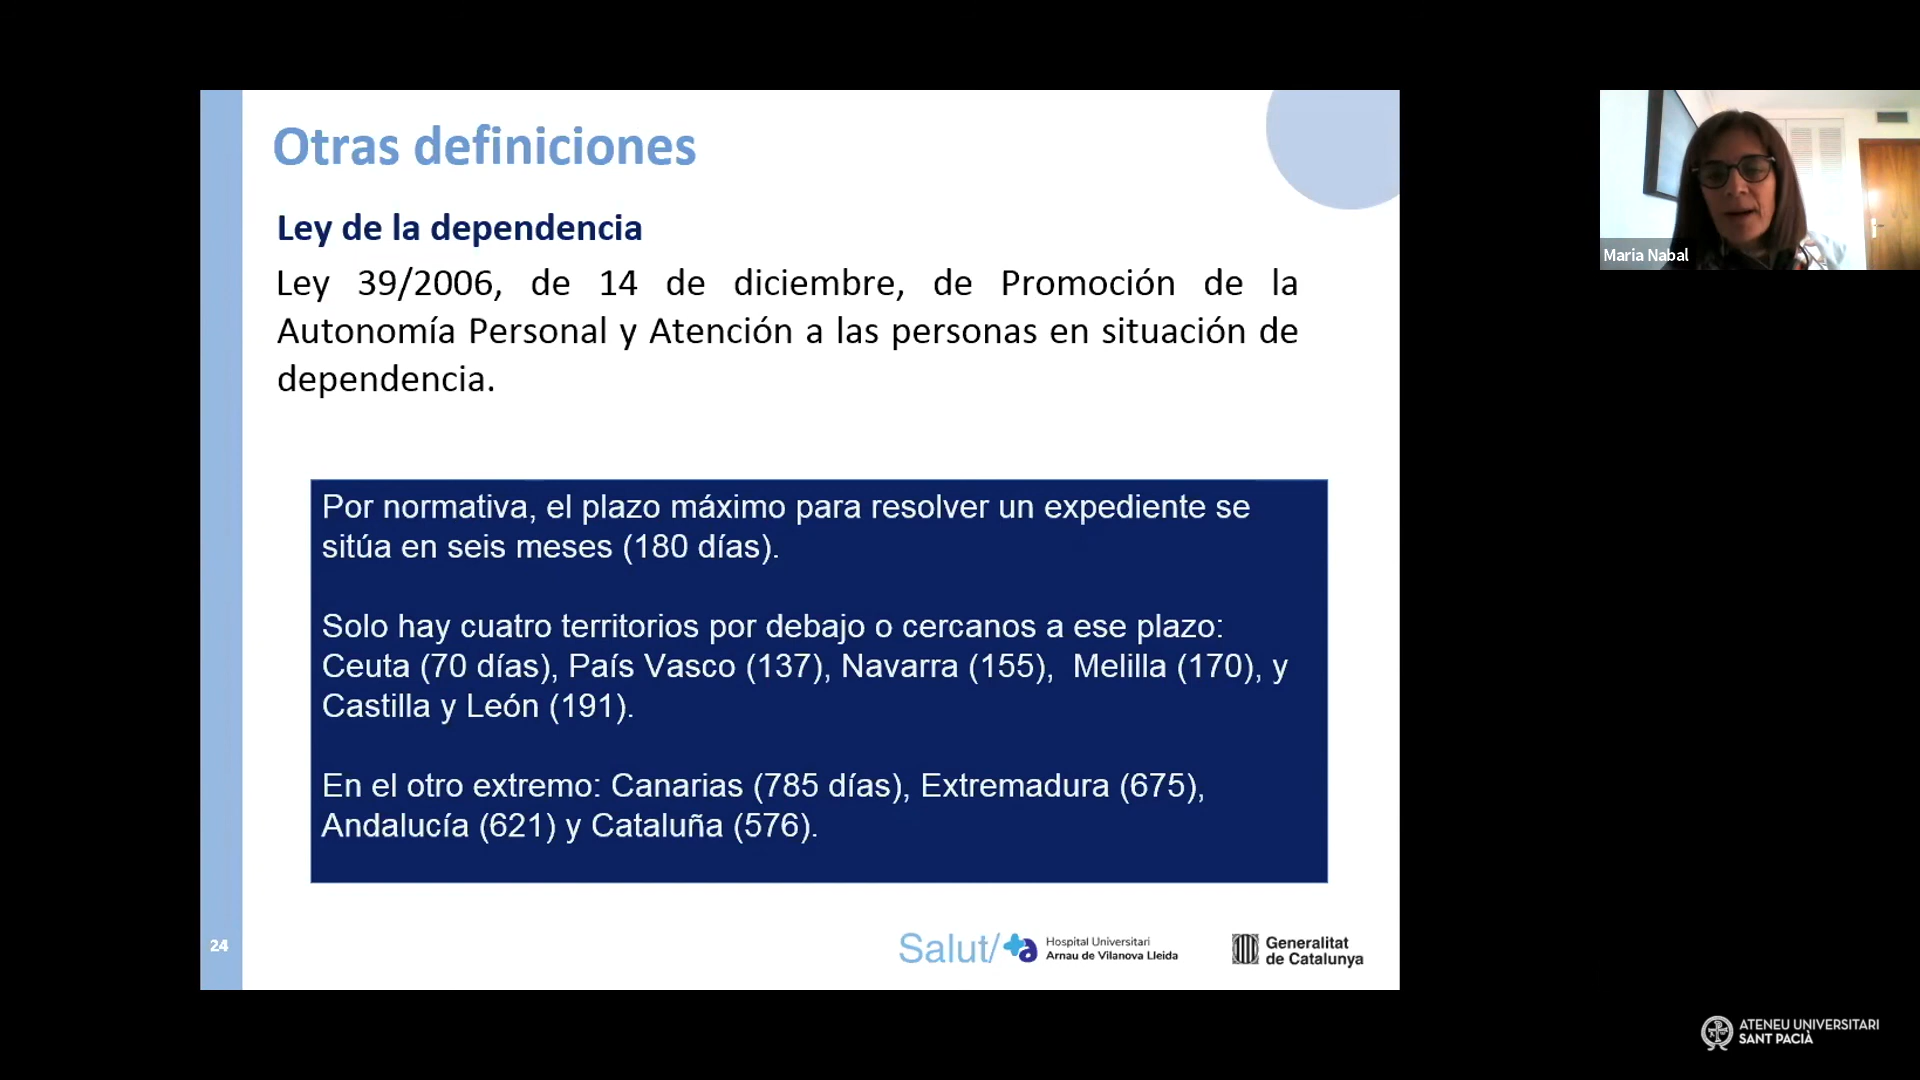 Otras definiciones
Ley de la dependencia
Ley 39/2006, de 14 de diciembre, de Promoción de la
Autonomía Personal y Atención a las personas en situación de
dependencia.
Por normativa, el plazo máximo para resolver un expediente se
sitúa en seis meses (180 días).
Solo hay cuatro territorios por debajo o cercanos a ese plazo:
Ceuta (70 días), País Vasco (137), Navarra (155), Melilla (170), y
Castilla y León (191).
En el otro extremo: Canarias (785 días), Extremadura (675),
Andalucía (621) y Cataluña (576).
24
Salut/
Hospital Universitari
Arnau de Vilanova Lleida
Generalitat
de Catalunya
Maria Nabal
ATENEU UNIVERSITARI
SANT PACIÀ